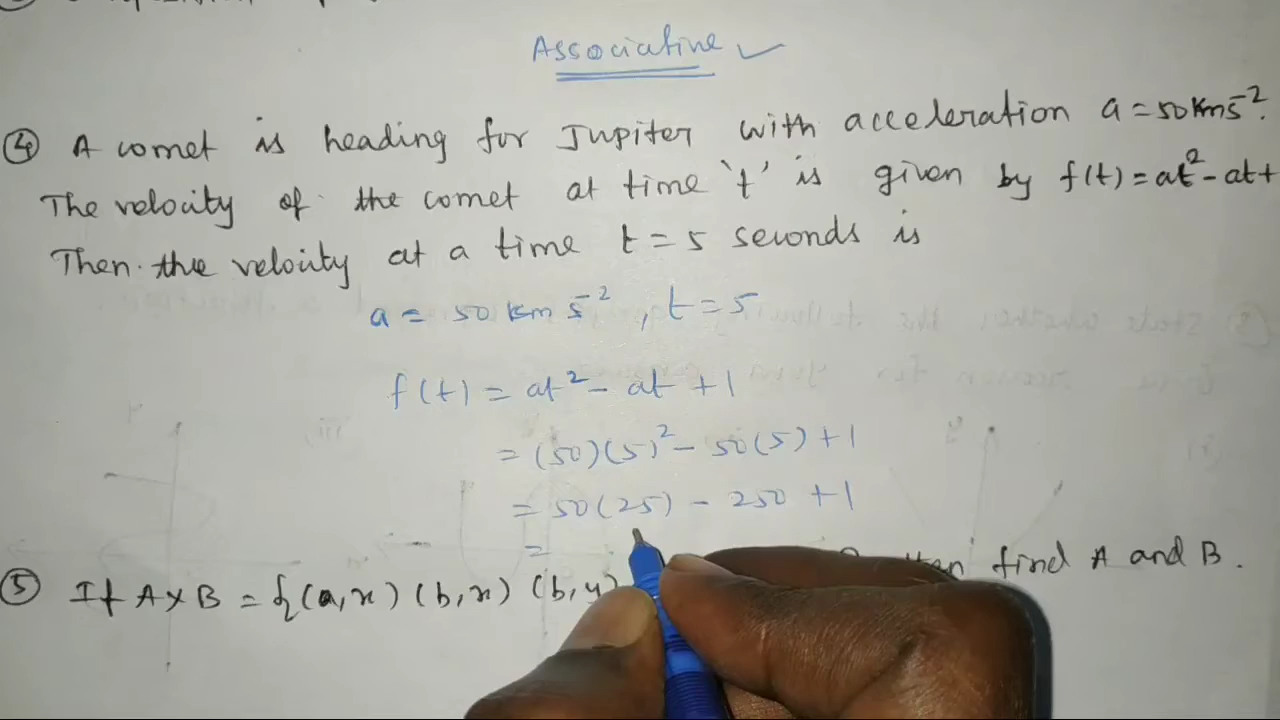 Associative ✓
④ A comet is heading for Jupiter with acceleration a = 50 Kms⁻².
The velocity of the comet at time 't' is given by f(t) = at² - at +
Then the velocity at a time t = 5 seconds is
a = 50 km s⁻², t = 5
f(t) = at² - at + 1
= (50)(5)² - 50(5) + 1
= 50(25) - 250 + 1
=
⑤ If A × B = {(a,x) (b,x) (b,y) find A and B.